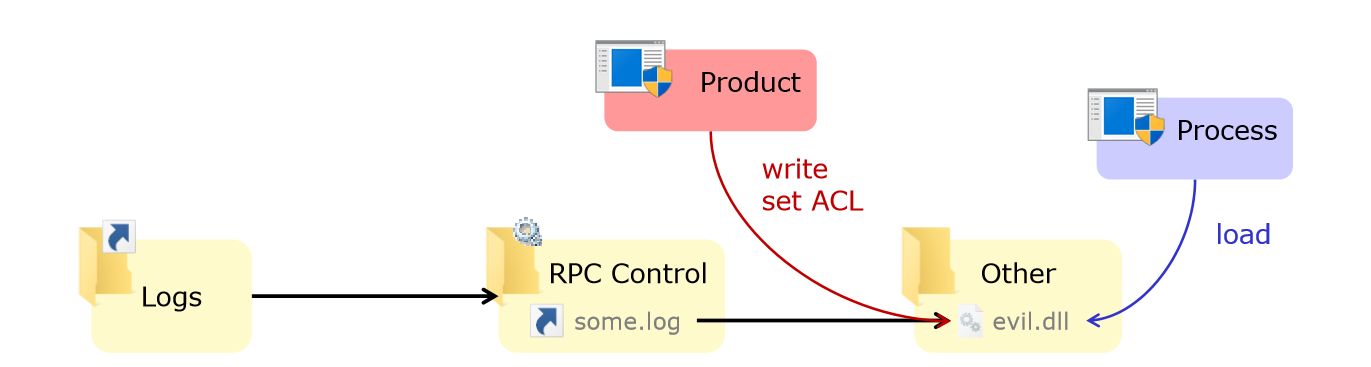 Product
Process
write
set ACL
load
Logs
RPC Control
some.log
Other
evil.dll